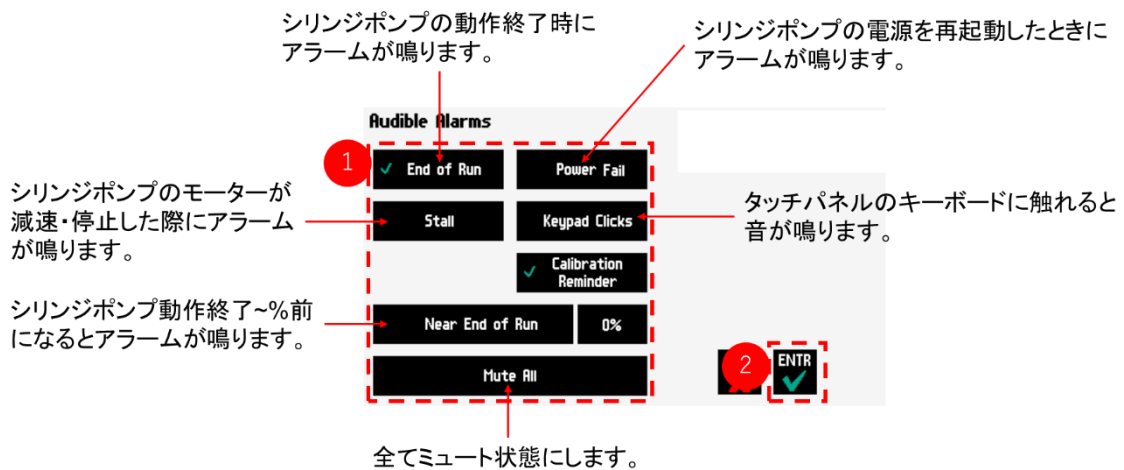 シリンジポンプの動作終了時に
アラームが鳴ります。
シリンジポンプの電源を再起動したときに
アラームが鳴ります。
Audible Alarms
1
End of Run
Power Fail
シリンジポンプのモーターが
減速・停止した際にアラーム
が鳴ります。
Stall
Keypad Clicks
タッチパネルのキーボードに触れると
音が鳴ります。
Calibration
Reminder
シリンジポンプ動作終了~%前
になるとアラームが鳴ります。
Near End of Run
0%
Mute All
2
ENTR
全てミュート状態にします。